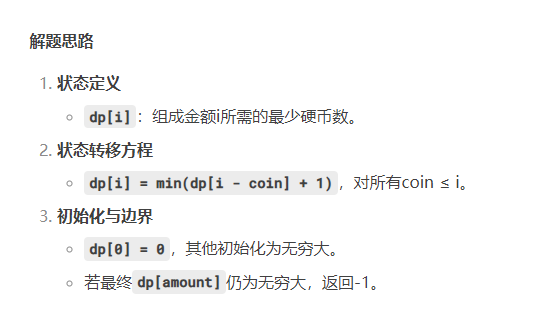 解题思路
1. 状态定义
dp[i]：组成金额i所需的最少硬币数。
2. 状态转移方程
dp[i] = min(dp[i - coin] + 1)，对所有coin ≤ i。
3. 初始化与边界
dp[0] = 0，其他初始化为无穷大。
若最终dp[amount]仍为无穷大，返回-1。